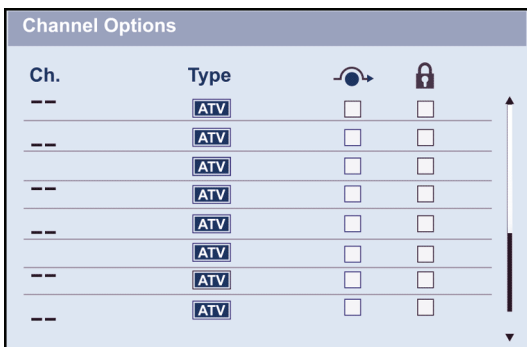 Channel Options
Ch. Type
-- ATV
-- ATV
ATV
-- ATV
-- ATV
ATV
-- ATV
-- ATV